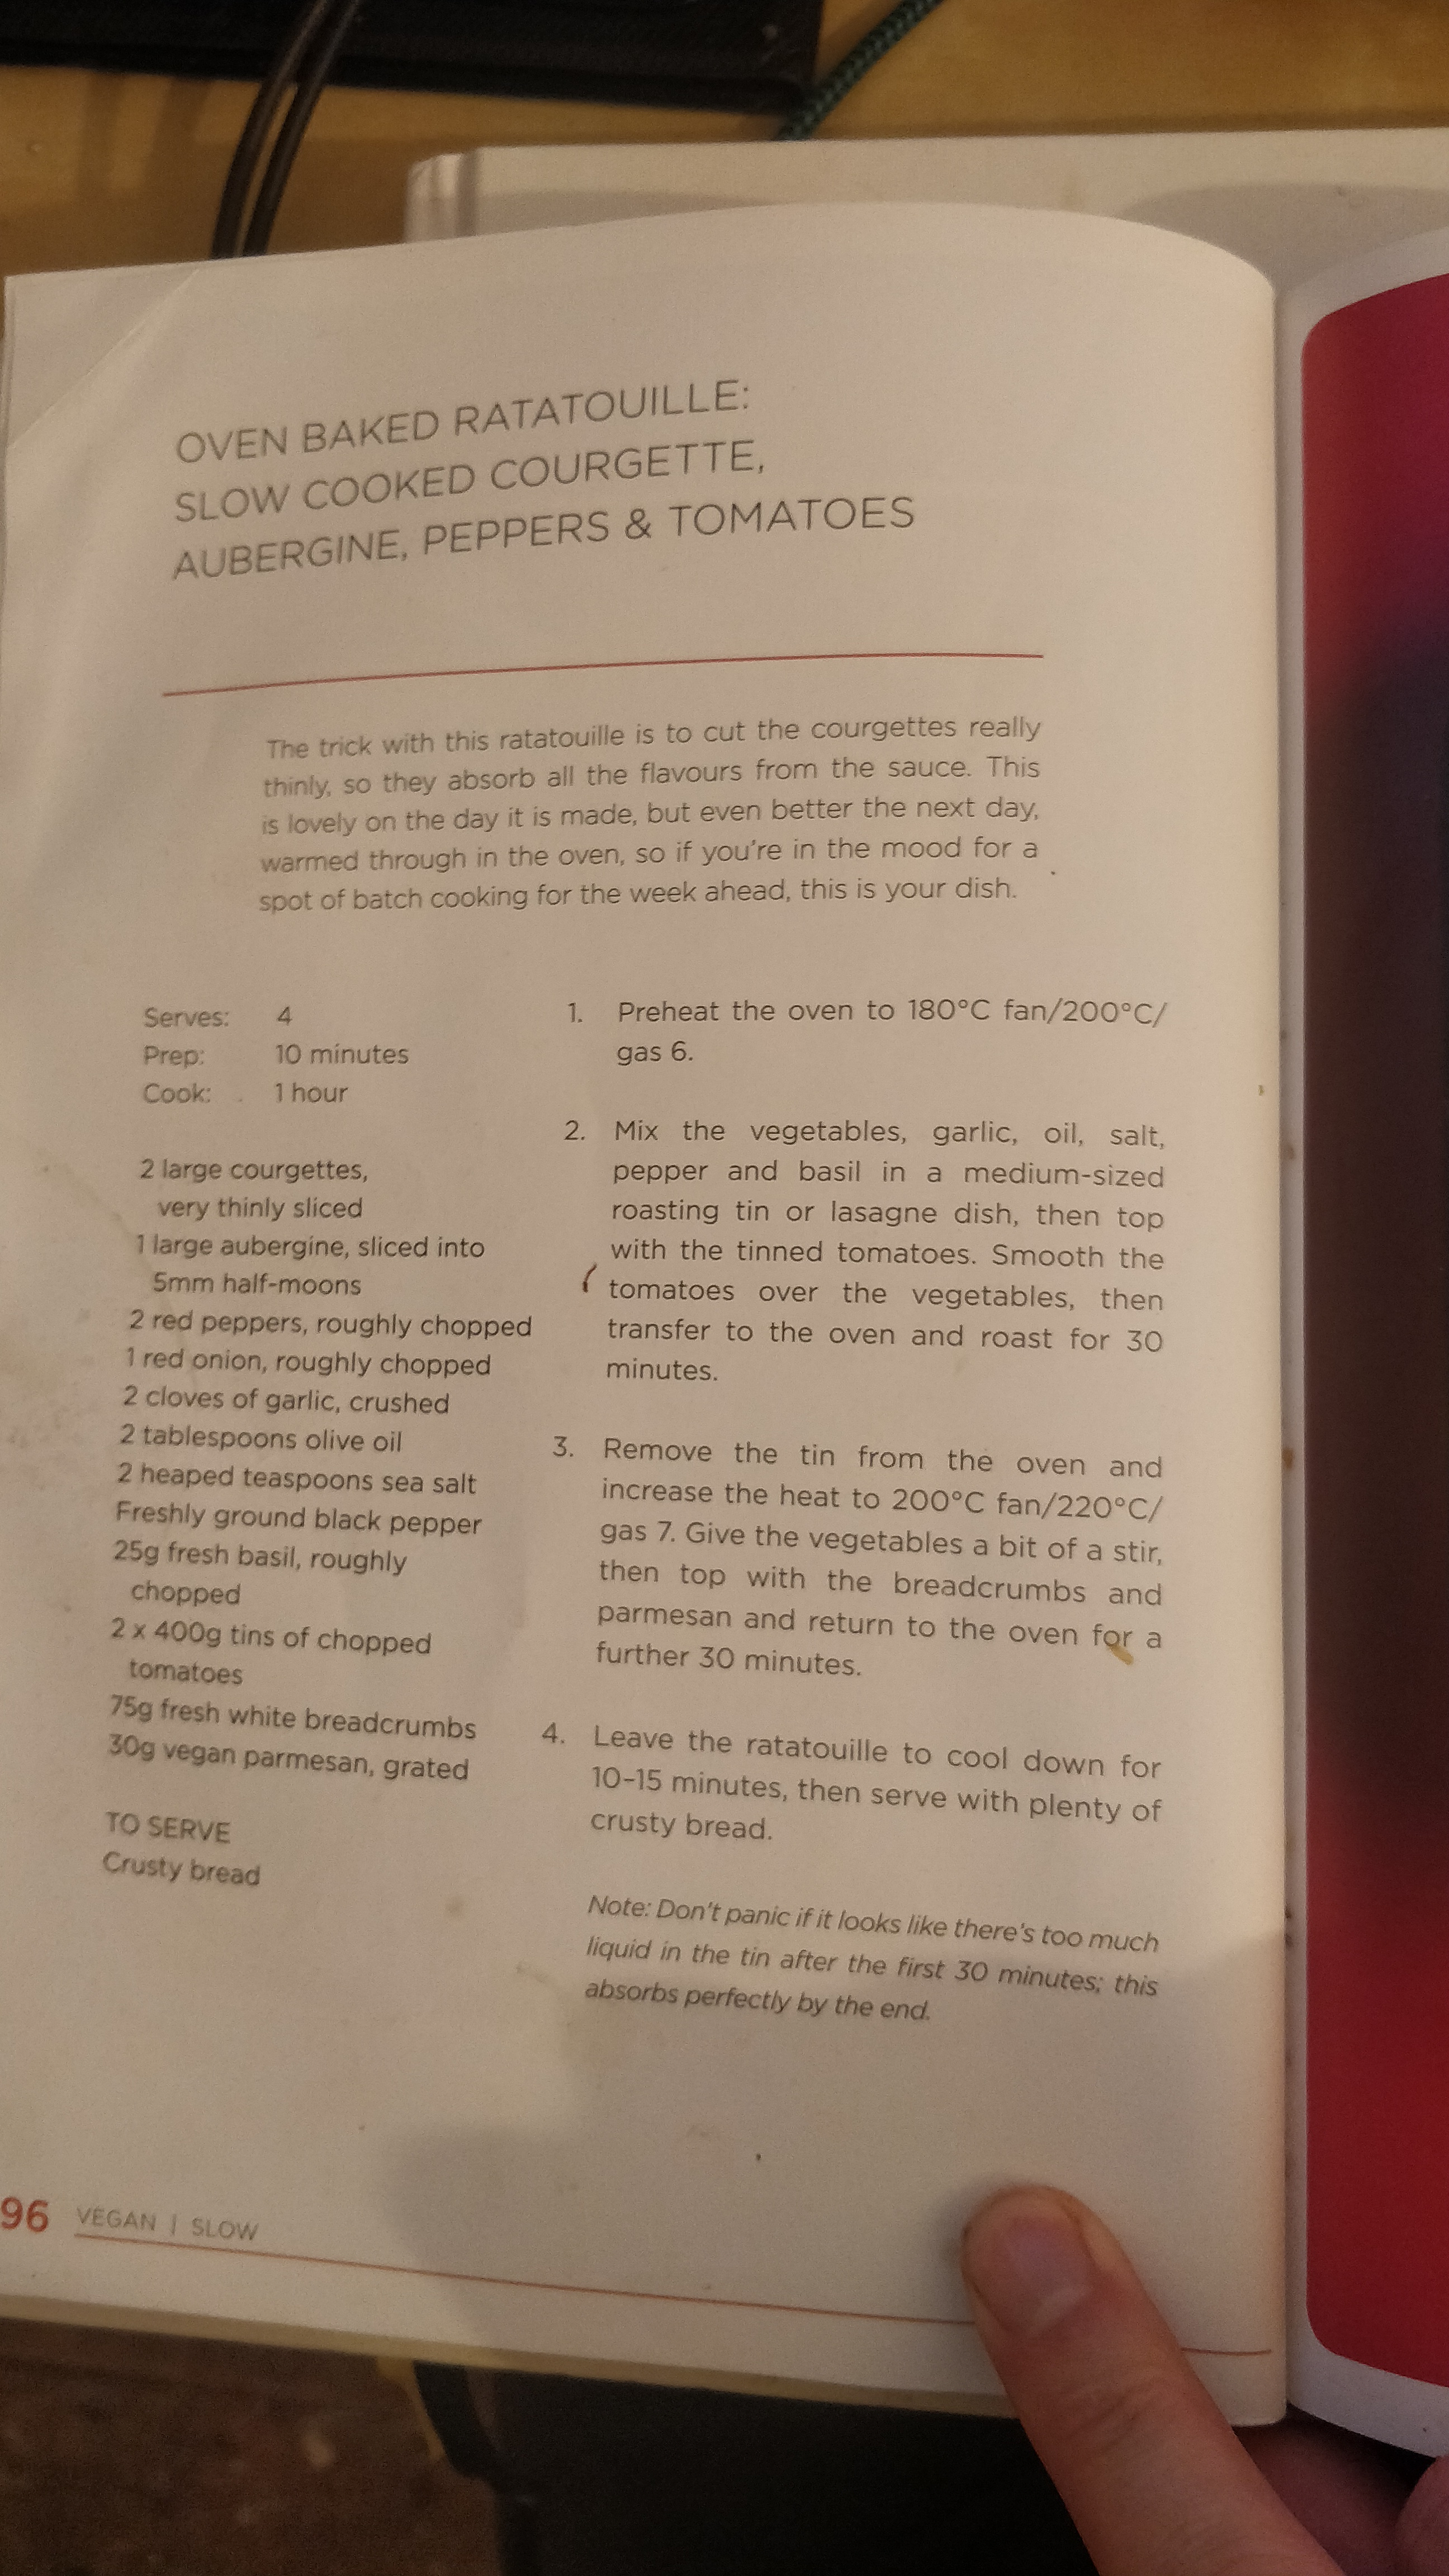 OVEN BAKED RATATOUILLE:
SLOW COOKED COURGETTE,
AUBERGINE, PEPPERS & TOMATOES
The trick with this ratatouille is to cut the courgettes really
thinly, so they absorb all the flavours from the sauce. This
is lovely on the day it is made, but even better the next day,
warmed through in the oven, so if you're in the mood for a
spot of batch cooking for the week ahead, this is your dish.
Serves: 4
Prep: 10 minutes
Cook: 1 hour
2 large courgettes,
very thinly sliced
1 large aubergine, sliced into
5mm half-moons
2 red peppers, roughly chopped
1 red onion, roughly chopped
2 cloves of garlic, crushed
2 tablespoons olive oil
2 heaped teaspoons sea salt
Freshly ground black pepper
25g fresh basil, roughly
chopped
2 x 400g tins of chopped
tomatoes
75g fresh white breadcrumbs
30g vegan parmesan, grated
TO SERVE
Crusty bread
1. Preheat the oven to 180°C fan/200°C/
gas 6.
2. Mix the vegetables, garlic, oil, salt,
pepper and basil in a medium-sized
roasting tin or lasagne dish, then top
with the tinned tomatoes. Smooth the
tomatoes over the vegetables, then
transfer to the oven and roast for 30
minutes.
3. Remove the tin from the oven and
increase the heat to 200°C fan/220°C/
gas 7. Give the vegetables a bit of a stir,
then top with the breadcrumbs and
parmesan and return to the oven for a
further 30 minutes.
4. Leave the ratatouille to cool down for
10-15 minutes, then serve with plenty of
crusty bread.
Note: Don't panic if it looks like there's too much
liquid in the tin after the first 30 minutes; this
absorbs perfectly by the end.
96 VEGAN | SLOW